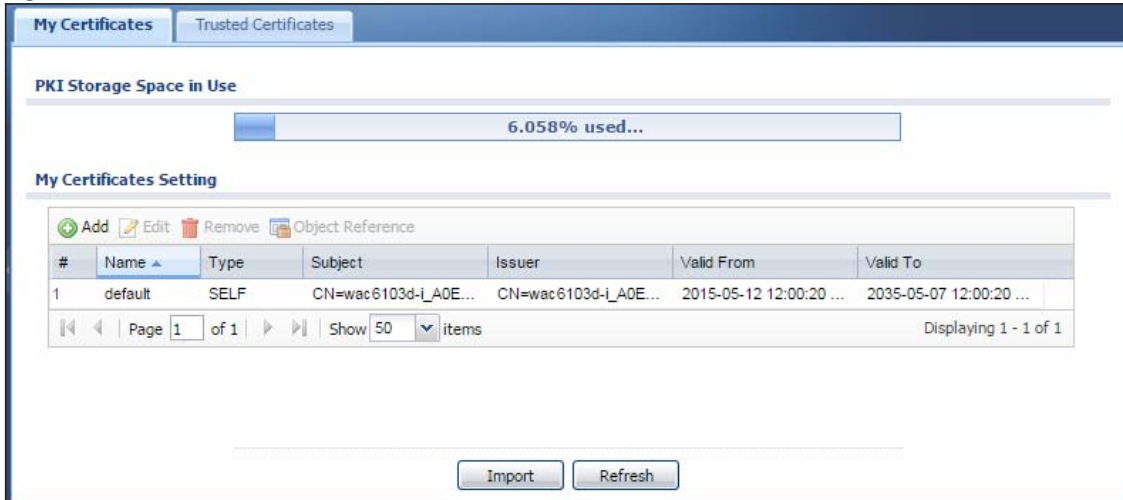 My Certificates Trusted Certificates
PKI Storage Space in Use
6.058% used...
My Certificates Setting
Add Edit Remove Object Reference
# Name Type Subject Issuer Valid From Valid To
1 default SELF CN=wac6103d-i_A0E... CN=wac6103d-i_A0E... 2015-05-12 12:00:20 ... 2035-05-07 12:00:20 ...
Page 1 of 1 Show 50 items Displaying 1 - 1 of 1
Import Refresh